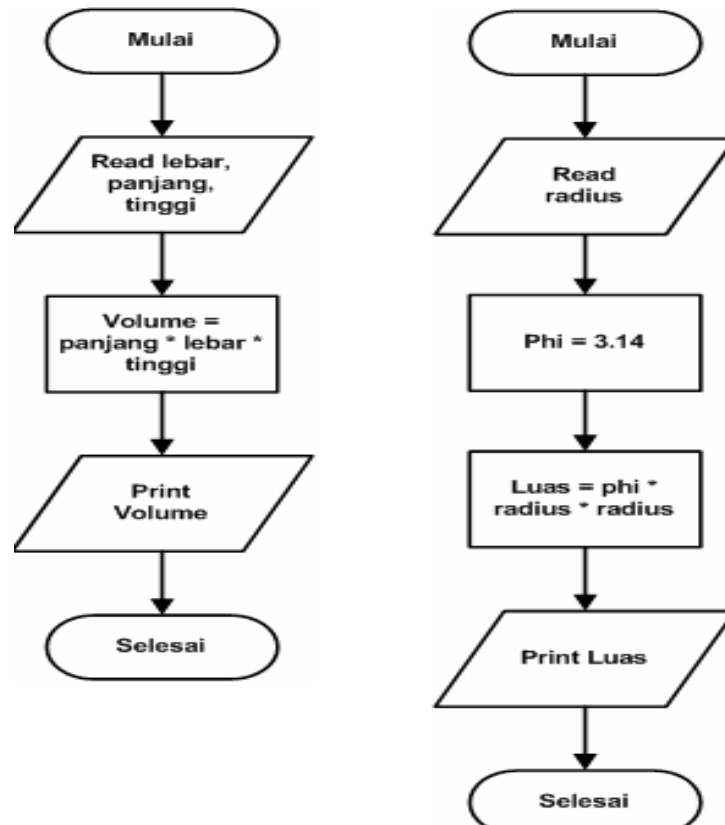 Mulai
Read lebar,
panjang,
tinggi
Volume =
panjang * lebar *
tinggi
Print
Volume
Selesai
Mulai
Read
radius
Phi = 3.14
Luas = phi *
radius * radius
Print Luas
Selesai